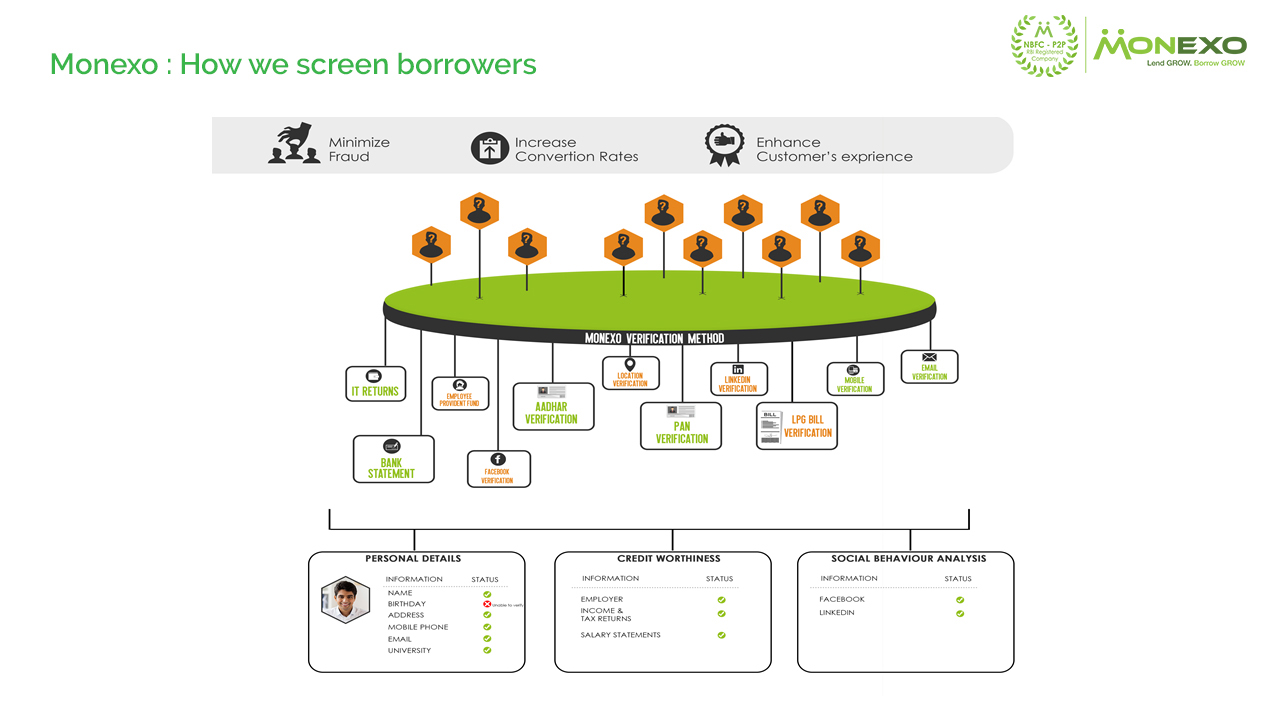 Monexo : How we screen borrowers
NBFC - P2P
RBI Registered
Company
MONEXO
Lend GROW. Borrow GROW
Minimize
Fraud
Increase
Convertion Rates
Enhance
Customer's exprience
? ? ? ? ? ? ? ? ? ?
MONEXO VERIFICATION METHOD
IT RETURNS
BANK
STATEMENT
EMPLOYEE
PROVIDENT FUND
FACEBOOK
VERIFICATION
AADHAR
VERIFICATION
LOCATION
VERIFICATION
PAN
VERIFICATION
in
LINKEDIN
VERIFICATION
BILL
LPG BILL
VERIFICATION
MOBILE
VERIFICATION
EMAIL
VERIFICATION
PERSONAL DETAILS
INFORMATION STATUS
NAME
BIRTHDAY Unable to verify
ADDRESS
MOBILE PHONE
EMAIL
UNIVERSITY
CREDIT WORTHINESS
INFORMATION STATUS
EMPLOYER
INCOME &
TAX RETURNS
SALARY STATEMENTS
SOCIAL BEHAVIOUR ANALYSIS
INFORMATION STATUS
FACEBOOK
LINKEDIN